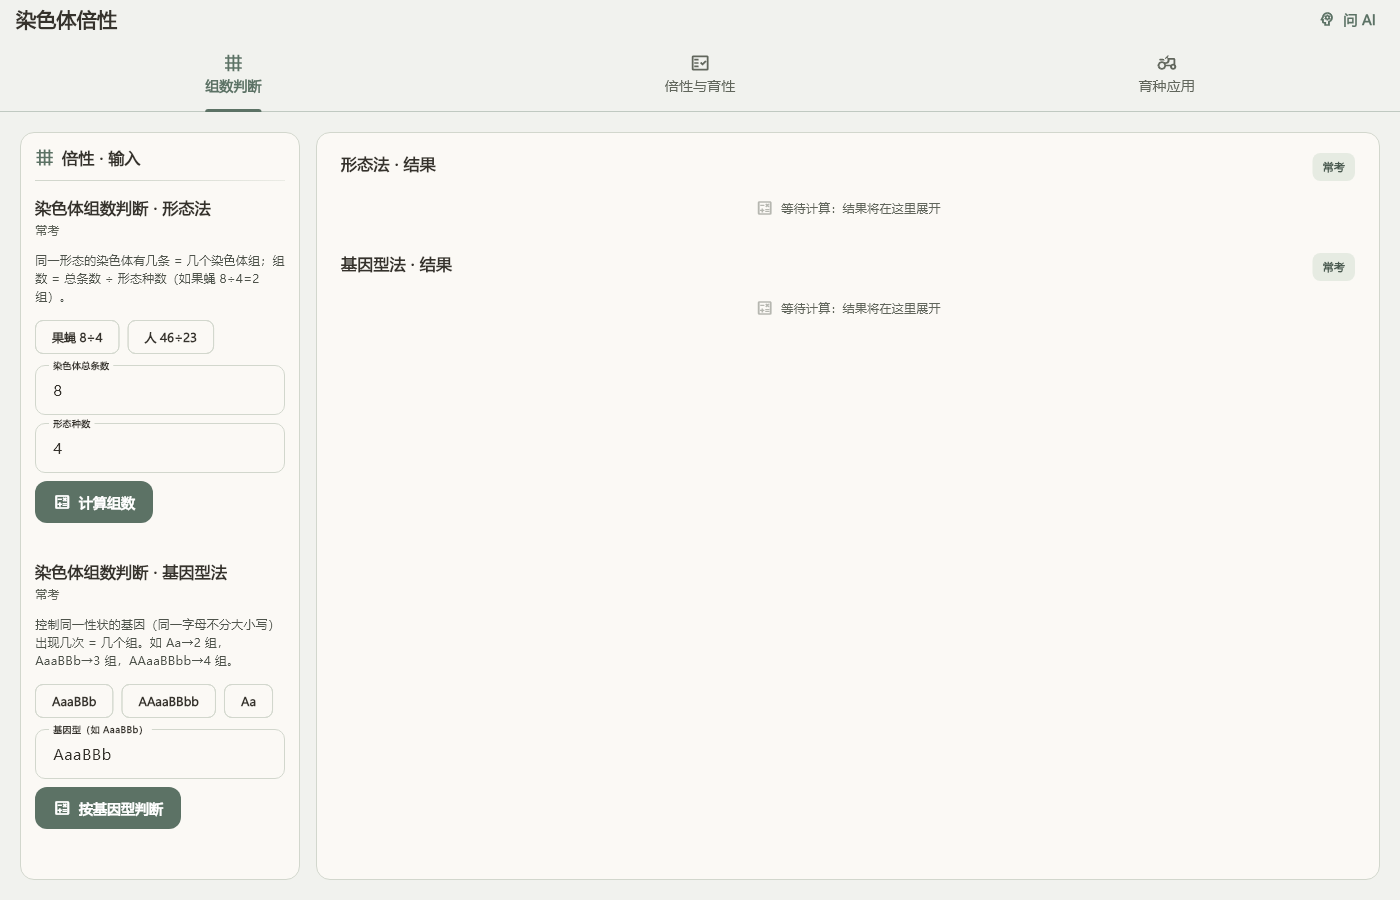 染色体倍性
问 AI
组数判断
倍性与育性
育种应用
倍性 · 输入
染色体组数判断 · 形态法
常考
同一形态的染色体有几条 = 几个染色体组；组
数 = 总条数 ÷ 形态种数（如果蝇 8÷4=2
组）。
果蝇 8÷4
人 46÷23
染色体总条数
8
形态种数
4
计算组数
染色体组数判断 · 基因型法
常考
控制同一性状的基因（同一字母不分大小写）
出现几次 = 几个组。如 Aa→2 组，
AaaBBb→3 组，AAaaBBbb→4 组。
AaaBBb
AAaaBBbb
Aa
基因型（如 AaaBBb）
AaaBBb
按基因型判断
形态法 · 结果
常考
等待计算：结果将在这里展开
基因型法 · 结果
常考
等待计算：结果将在这里展开